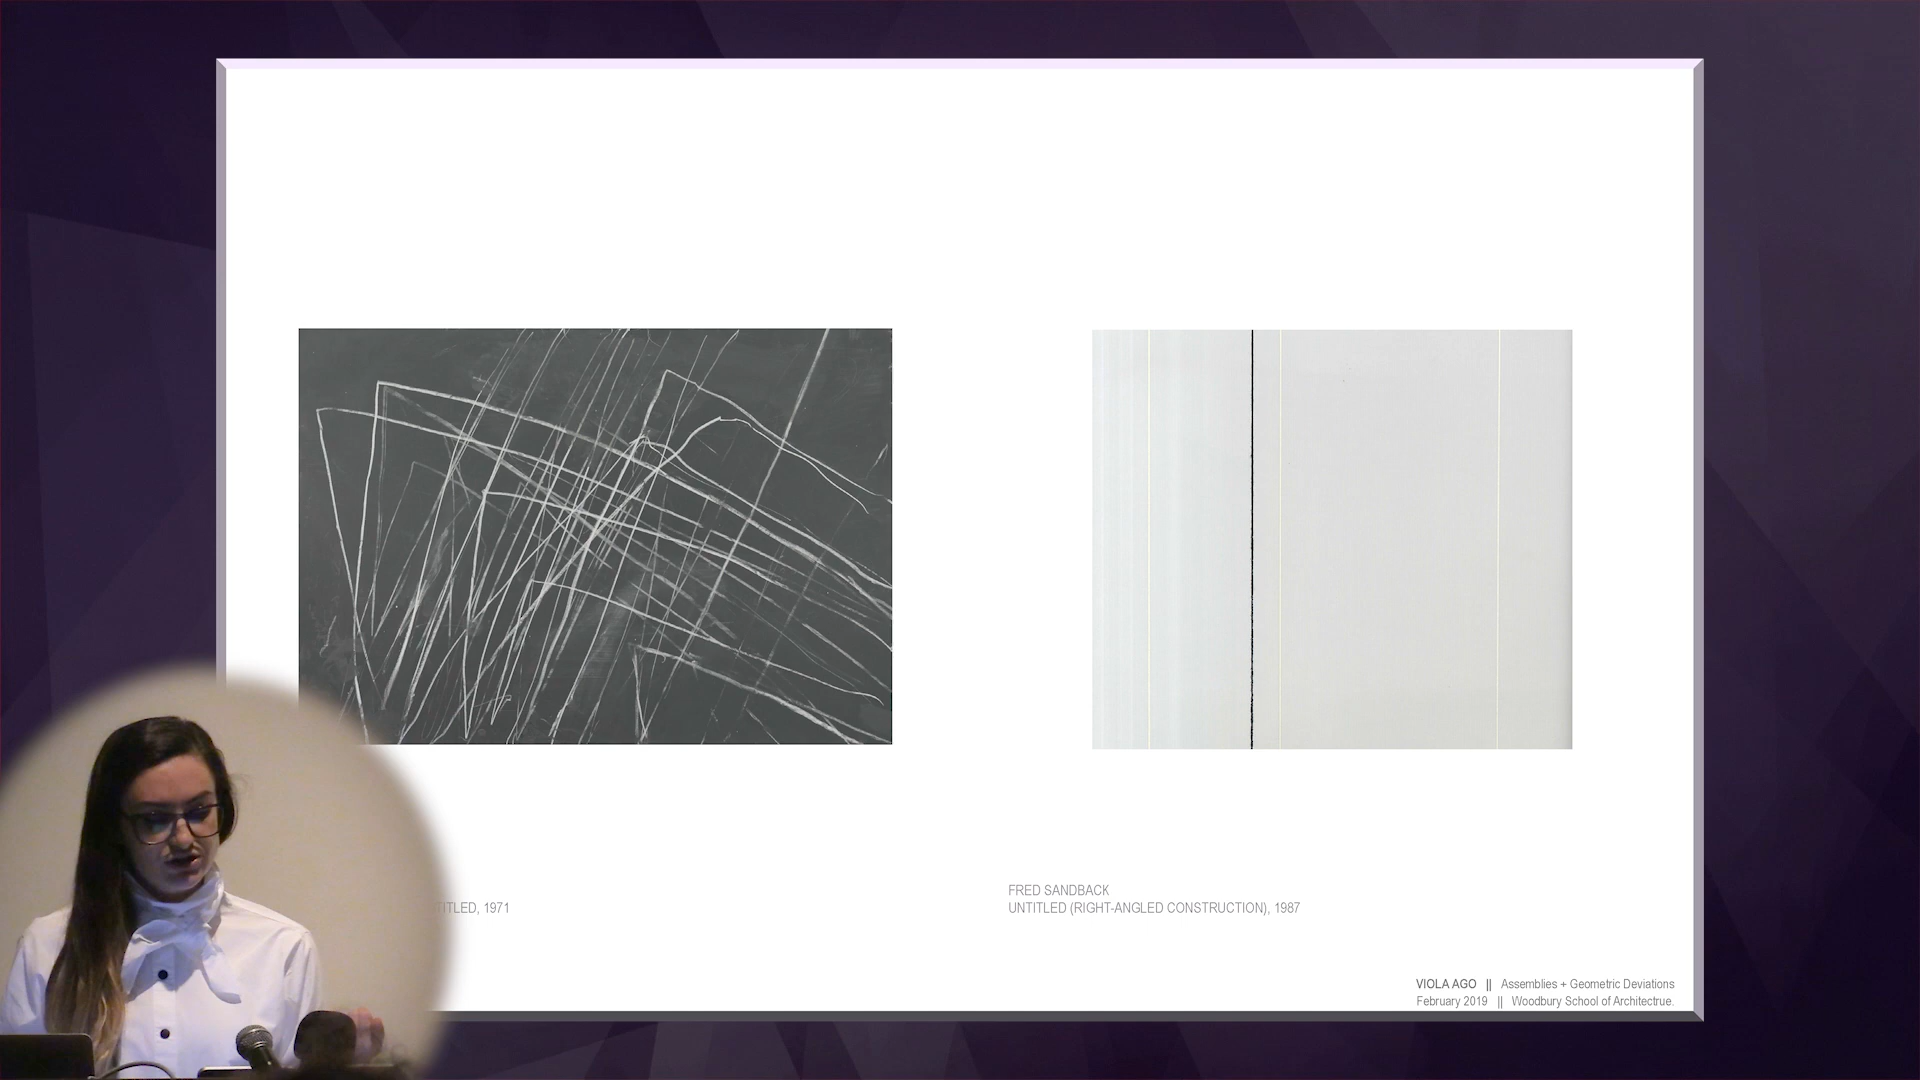 TITLED, 1971
FRED SANDBACK
UNTITLED (RIGHT-ANGLED CONSTRUCTION), 1987
VIOLA AGO || Assemblies + Geometric Deviations
February 2019 || Woodbury School of Architectrue.